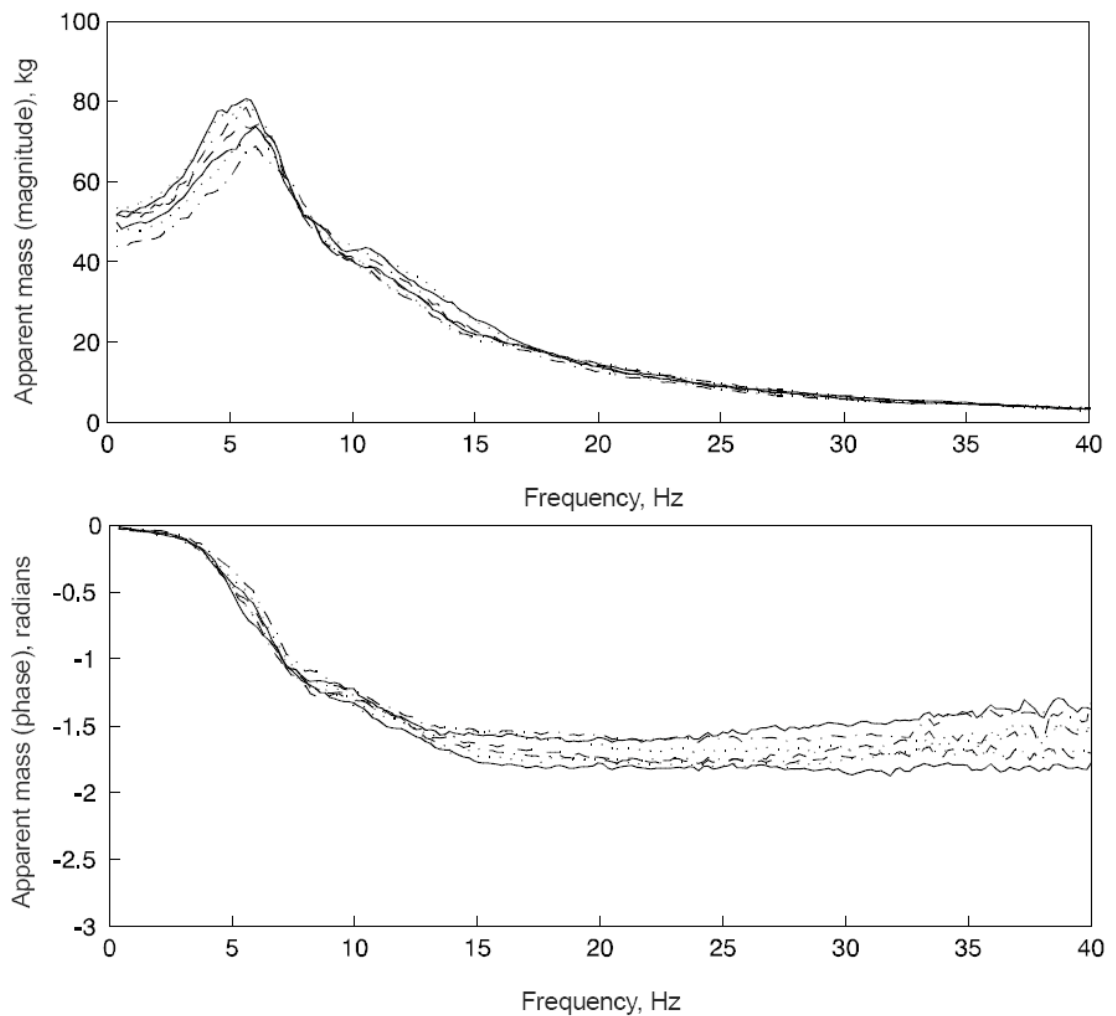 Apparent mass (magnitude), kg
100
80
60
40
20
0
0 5 10 15 20 25 30 35 40
Frequency, Hz
Apparent mass (phase), radians
0
-0.5
-1
-1.5
-2
-2.5
-3
0 5 10 15 20 25 30 35 40
Frequency, Hz